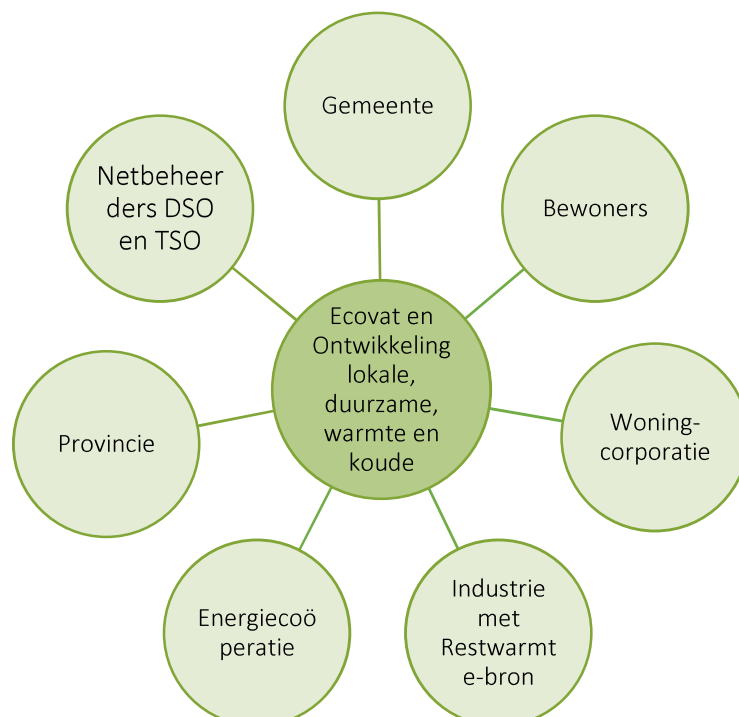 Gemeente
Netbeheer
ders DSO
en TSO
Bewoners
Ecovat en
Ontwikkeling
lokale,
duurzame,
warmte en
koude
Provincie
Woning-
corporatie
Energiecoö
peratie
Industrie
met
Restwarmt
e-bron